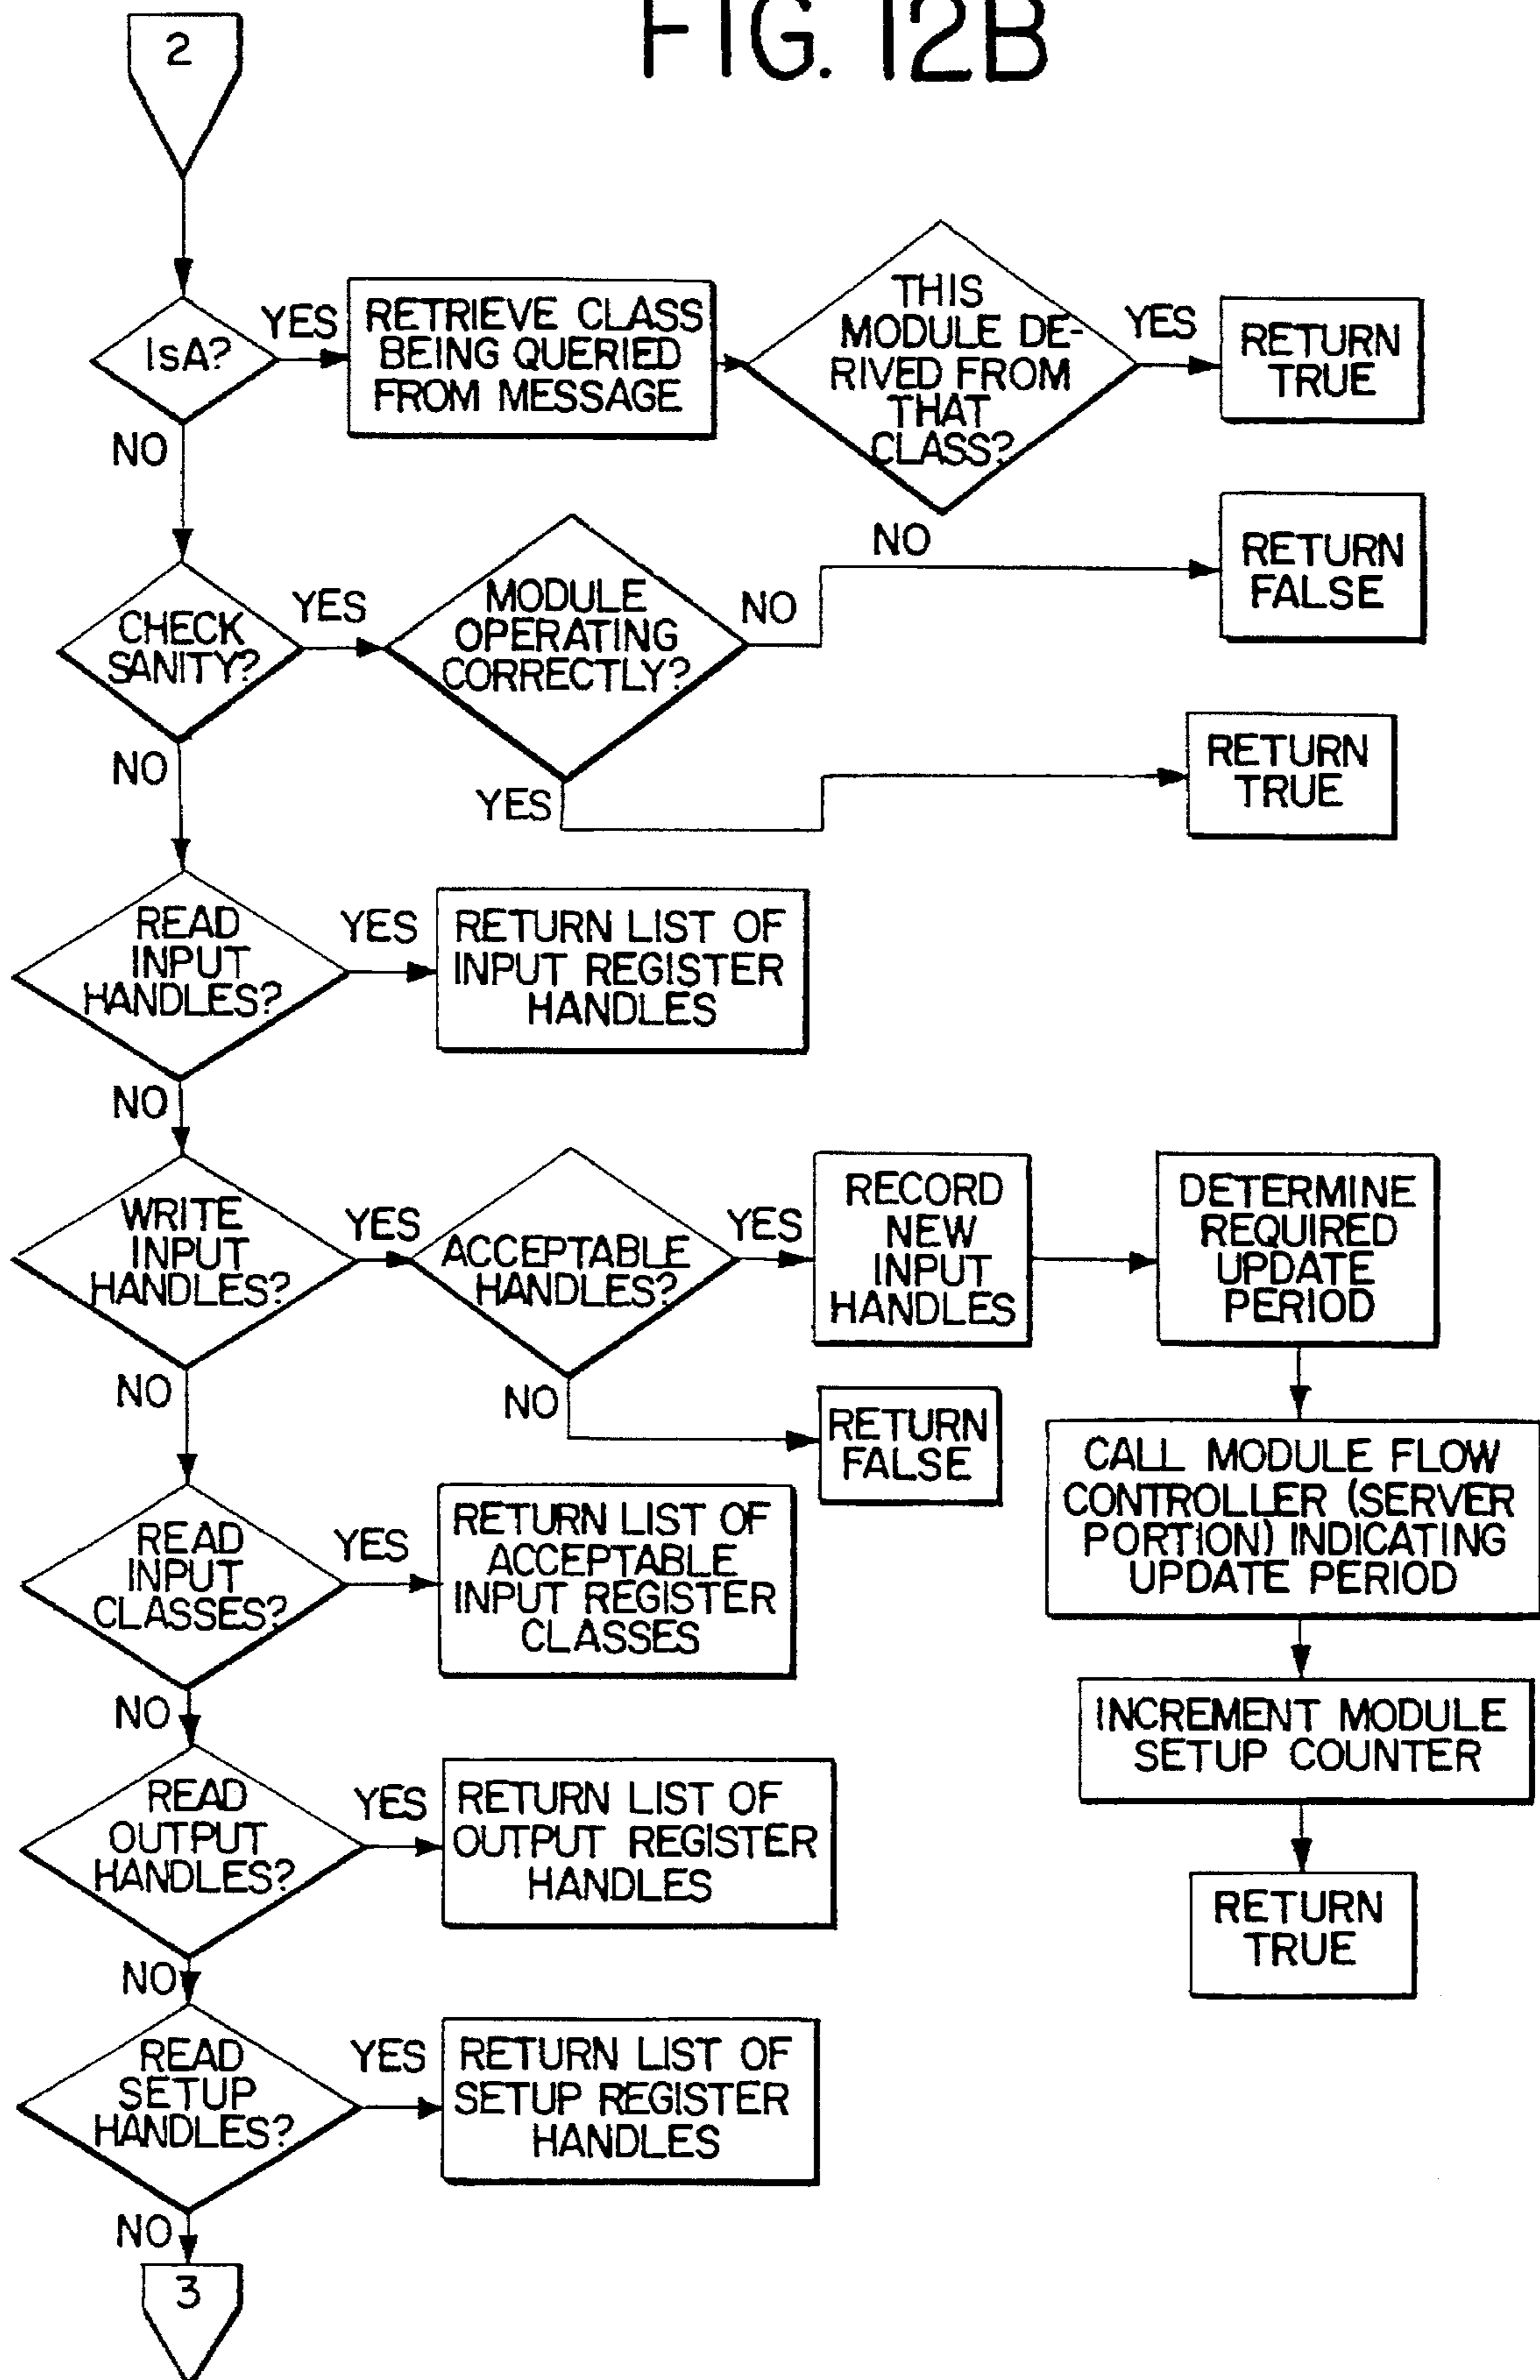 FIG. 12B
2
IsA?
YES
RETRIEVE CLASS
BEING QUERIED
FROM MESSAGE
THIS
MODULE DE-
RIVED FROM
THAT
CLASS?
YES
RETURN
TRUE
NO
NO
RETURN
FALSE
CHECK
SANITY?
YES
MODULE
OPERATING
CORRECTLY?
NO
YES
RETURN
TRUE
NO
READ
INPUT
HANDLES?
YES
RETURN LIST OF
INPUT REGISTER
HANDLES
NO
WRITE
INPUT
HANDLES?
YES
ACCEPTABLE
HANDLES?
YES
RECORD
NEW
INPUT
HANDLES
DETERMINE
REQUIRED
UPDATE
PERIOD
NO
RETURN
FALSE
CALL MODULE FLOW
CONTROLLER (SERVER
PORTION) INDICATING
UPDATE PERIOD
INCREMENT MODULE
SETUP COUNTER
RETURN
TRUE
NO
READ
INPUT
CLASSES?
YES
RETURN LIST OF
ACCEPTABLE
INPUT REGISTER
CLASSES
NO
READ
OUTPUT
HANDLES?
YES
RETURN LIST OF
OUTPUT REGISTER
HANDLES
NO
READ
SETUP
HANDLES?
YES
RETURN LIST OF
SETUP REGISTER
HANDLES
NO
3